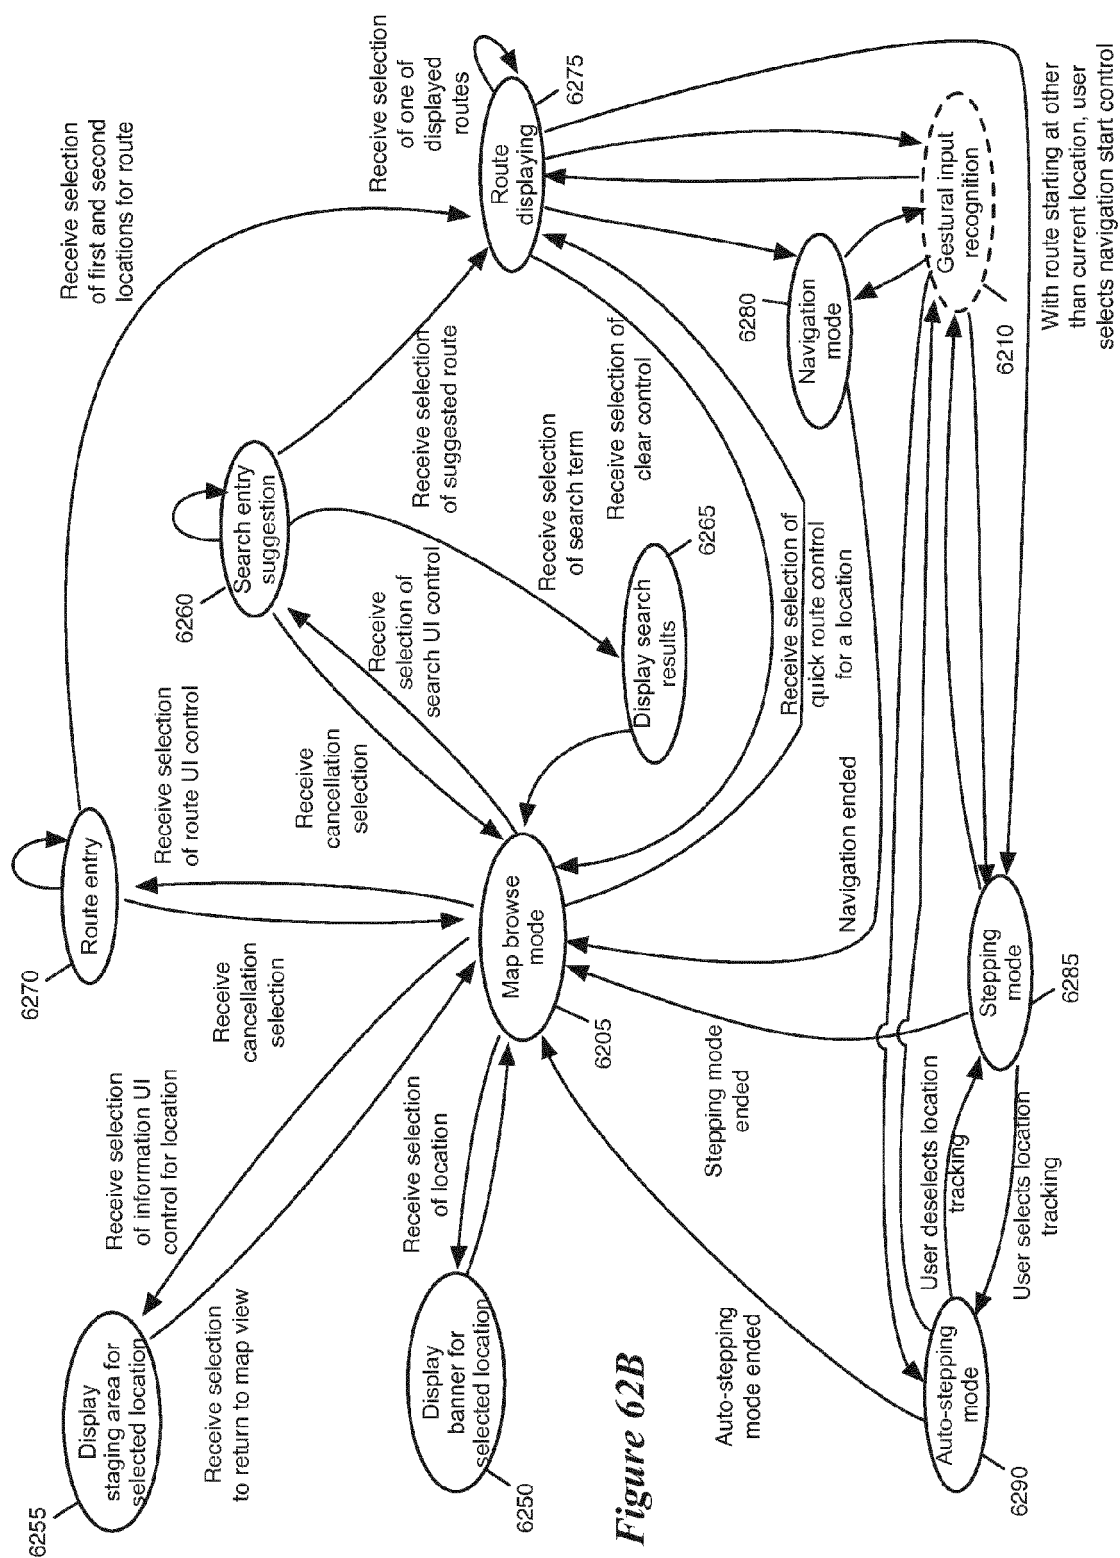 6255
Display
staging area for
selected location
Receive selection
of information UI
control for location
Receive
cancellation
selection
6270
Route entry
Receive selection
of route UI control
Receive selection
of first and second
locations for route
Receive selection
to return to map view
Receive
cancellation
selection
6260
Search entry
suggestion
Receive
selection of
search UI control
Receive selection
of suggested route
Receive selection
of one of
displayed
routes
6250
Display
banner for
selected location
Receive selection
of location
Map browse
mode
6205
Route
displaying
6275
Receive selection
of search term
Display search
results
6265
Receive selection of
clear control
Receive selection of
quick route control
for a location
Figure 62B
Auto-stepping
mode ended
Stepping mode
ended
Navigation ended
6280
Navigation
mode
Gestural input
recognition
6210
6290
Auto-stepping
mode
User deselects location
tracking
User selects location
tracking
Stepping
mode
6285
With route starting at other
than current location, user
selects navigation start control